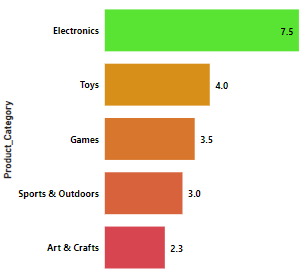 Product_Category
Electronics 7.5
Toys 4.0
Games 3.5
Sports & Outdoors 3.0
Art & Crafts 2.3